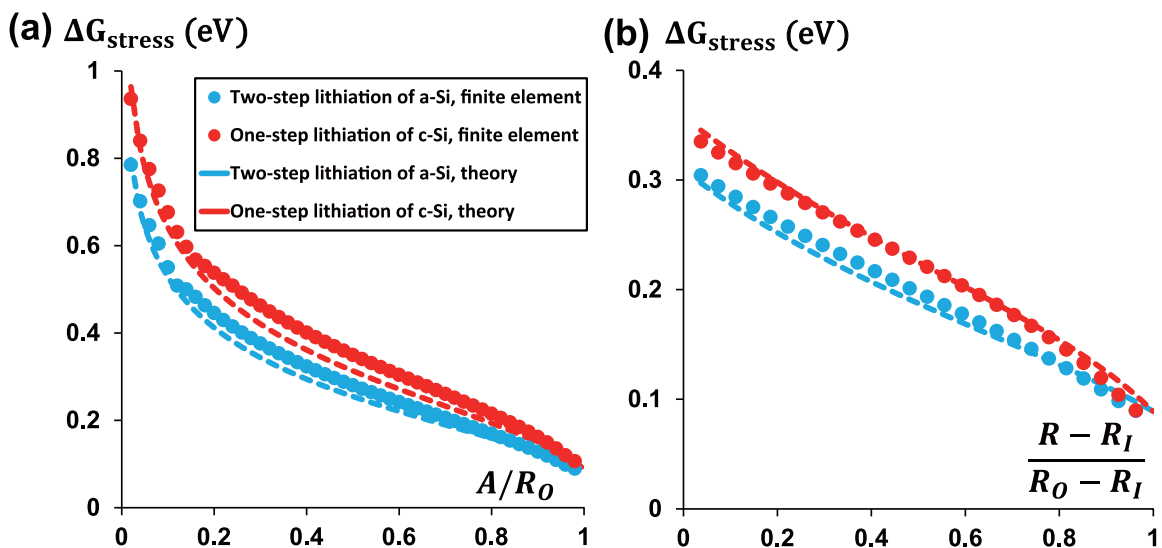 (a) ΔG_stress (eV)
1
0.8
0.6
0.4
0.2
0
0 0.2 0.4 0.6 0.8 1
A/R_O
Two-step lithiation of a-Si, finite element
One-step lithiation of c-Si, finite element
Two-step lithiation of a-Si, theory
One-step lithiation of c-Si, theory
(b) ΔG_stress (eV)
0.4
0.3
0.2
0.1
0
0 0.2 0.4 0.6 0.8 1
R − R_I
R_O − R_I